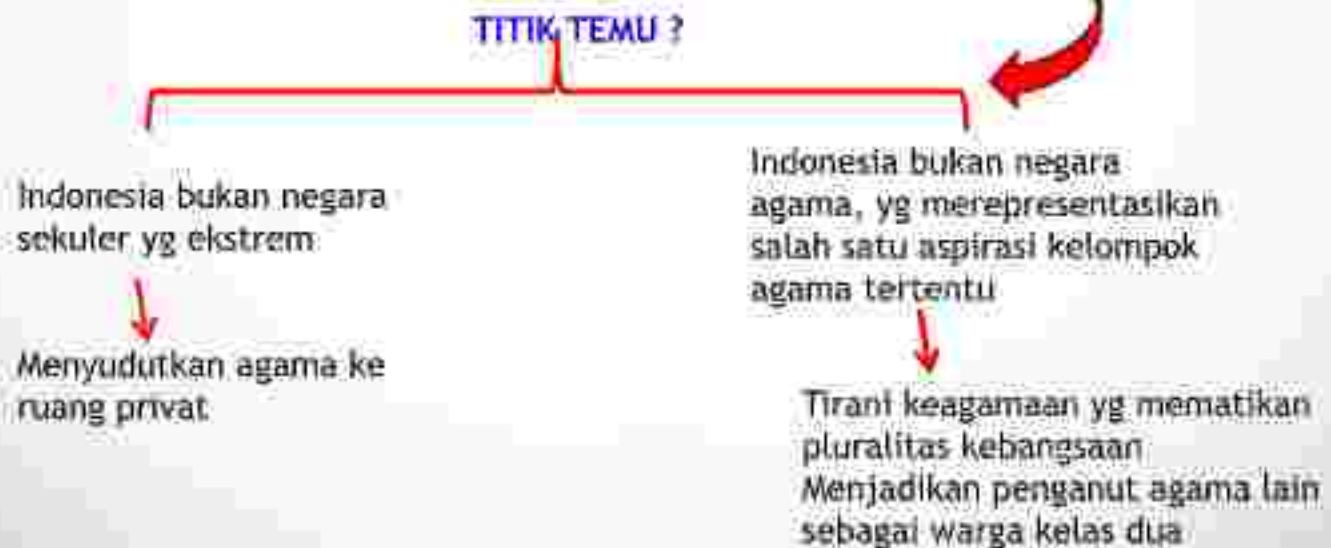 TITIK TEMU ?
Indonesia bukan negara
sekuler yg ekstrem
Menyudutkan agama ke
ruang privat
Indonesia bukan negara
agama, yg merepresentasikan
salah satu aspirasi kelompok
agama tertentu
Tirani keagamaan yg mematikan
pluralitas kebangsaan
Menjadikan penganut agama lain
sebagai warga kelas dua